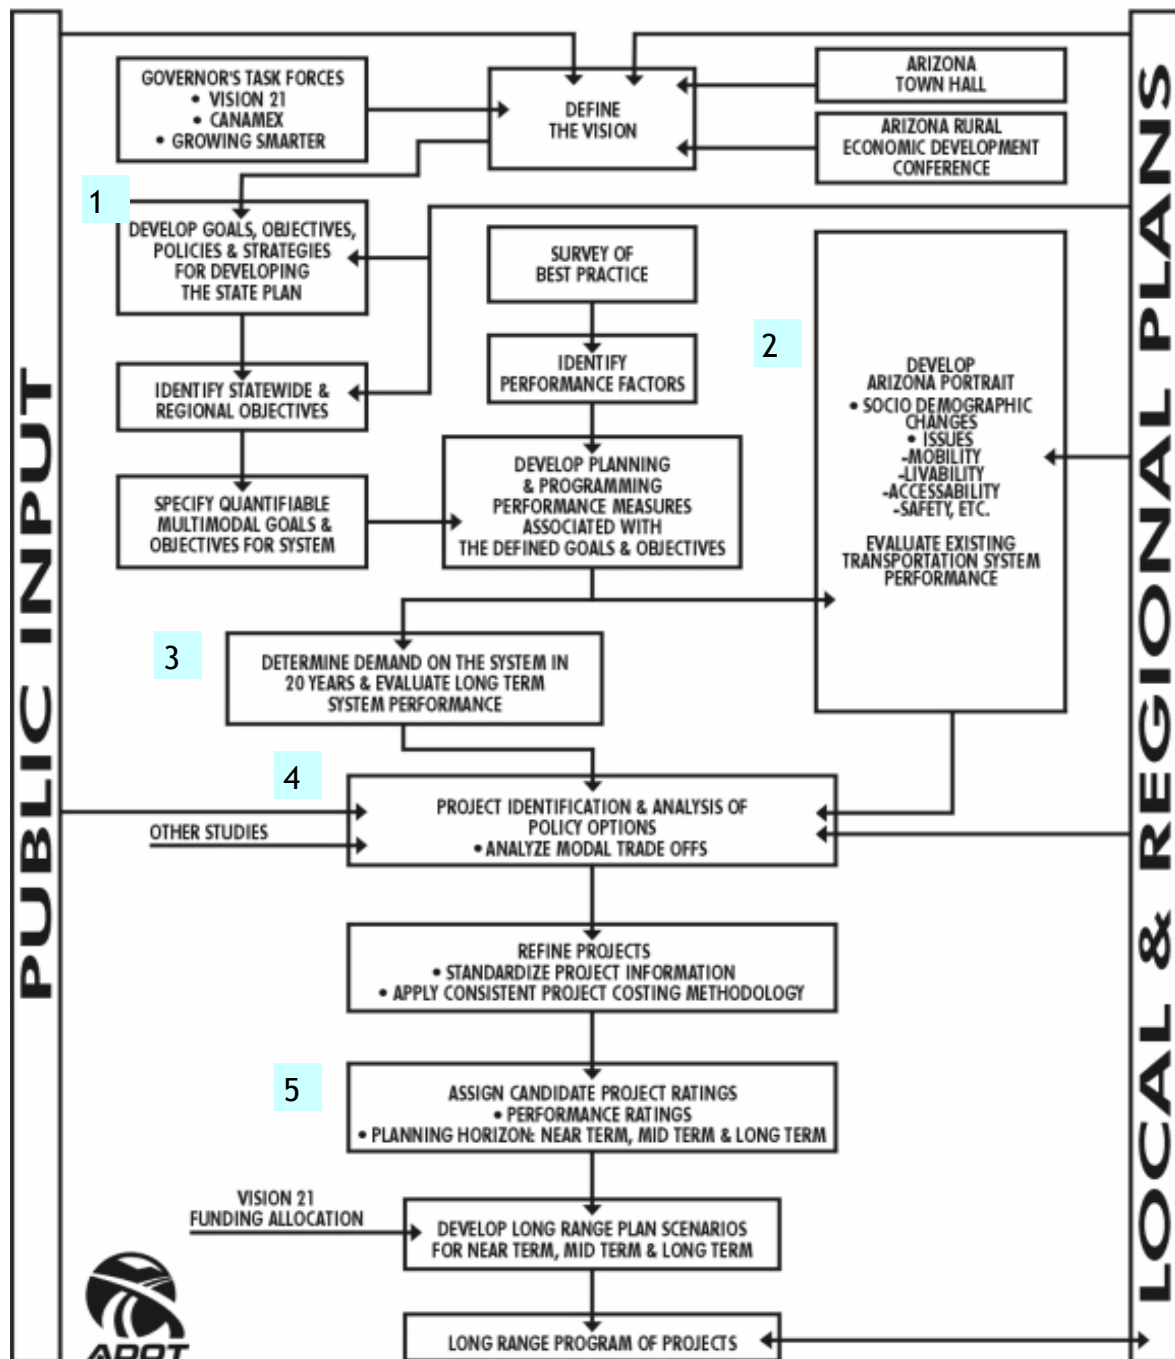 PUBLIC INPUT
LOCAL & REGIONAL PLANS
GOVERNOR'S TASK FORCES
• VISION 21
• CANAMEX
• GROWING SMARTER
DEFINE
THE VISION
ARIZONA
TOWN HALL
ARIZONA RURAL
ECONOMIC DEVELOPMENT
CONFERENCE
1
DEVELOP GOALS, OBJECTIVES,
POLICIES & STRATEGIES
FOR DEVELOPING
THE STATE PLAN
SURVEY OF
BEST PRACTICE
IDENTIFY
PERFORMANCE FACTORS
2
DEVELOP
ARIZONA PORTRAIT
• SOCIO DEMOGRAPHIC
CHANGES
• ISSUES
-MOBILITY
-LIVABILITY
-ACCESSABILITY
-SAFETY, ETC.
EVALUATE EXISTING
TRANSPORTATION SYSTEM
PERFORMANCE
IDENTIFY STATEWIDE &
REGIONAL OBJECTIVES
SPECIFY QUANTIFIABLE
MULTIMODAL GOALS &
OBJECTIVES FOR SYSTEM
DEVELOP PLANNING
& PROGRAMMING
PERFORMANCE MEASURES
ASSOCIATED WITH
THE DEFINED GOALS & OBJECTIVES
3
DETERMINE DEMAND ON THE SYSTEM IN
20 YEARS & EVALUATE LONG TERM
SYSTEM PERFORMANCE
4
PROJECT IDENTIFICATION & ANALYSIS OF
POLICY OPTIONS
• ANALYZE MODAL TRADE OFFS
OTHER STUDIES
REFINE PROJECTS
• STANDARDIZE PROJECT INFORMATION
• APPLY CONSISTENT PROJECT COSTING METHODOLOGY
5
ASSIGN CANDIDATE PROJECT RATINGS
• PERFORMANCE RATINGS
• PLANNING HORIZON: NEAR TERM, MID TERM & LONG TERM
VISION 21
FUNDING ALLOCATION
DEVELOP LONG RANGE PLAN SCENARIOS
FOR NEAR TERM, MID TERM & LONG TERM
LONG RANGE PROGRAM OF PROJECTS
ADOT